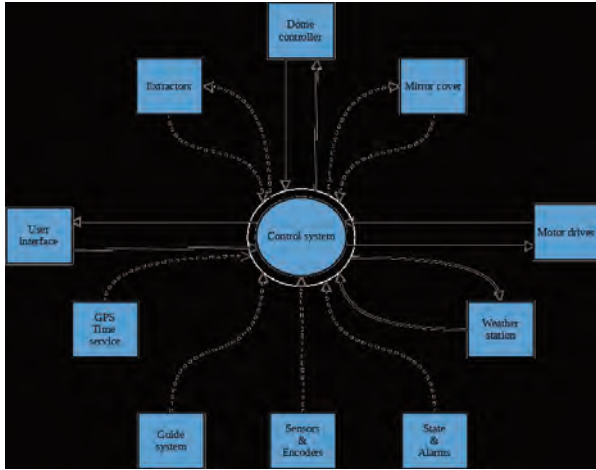 Dome
controller
Extractors
Mirror cover
User
interface
Control system
Motor drives
GPS
Time
service
Weather
station
Guide
system
Sensors
&
Encoders
State
&
Alarms